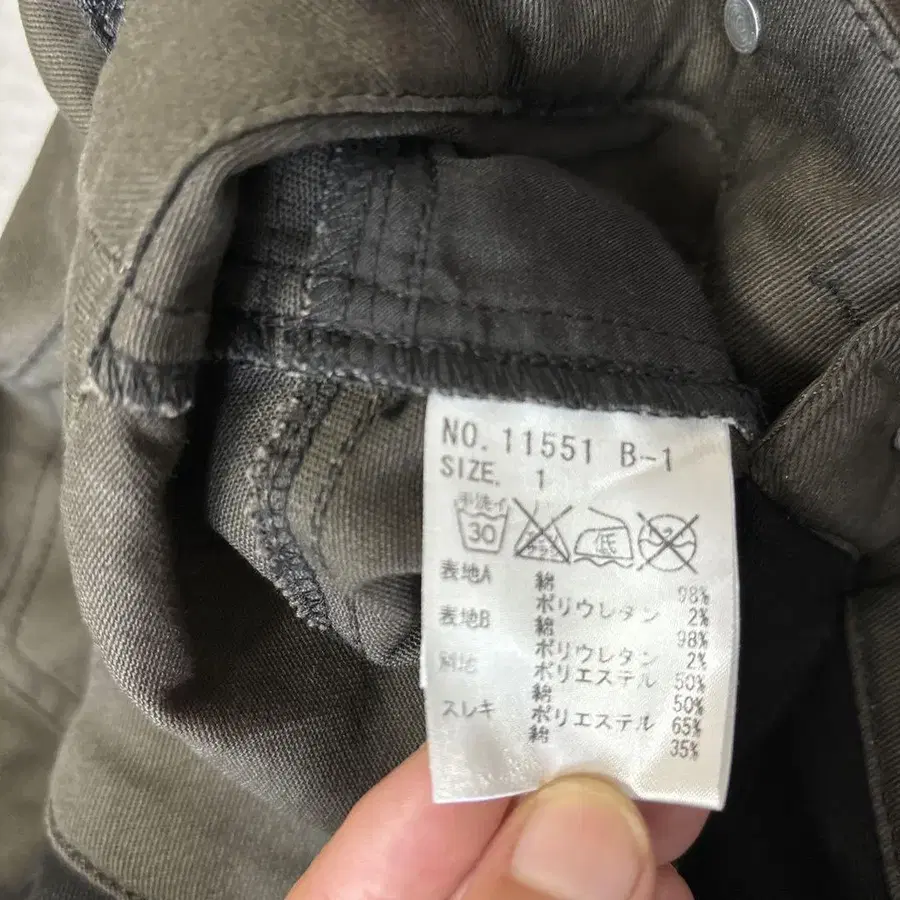 NO. 11551 B-1
SIZE. 1
手洗イ 30 低
表地A 綿 98%
ポリウレタン 2%
表地B 綿 98%
ポリウレタン 2%
別地 ポリエステル 50%
綿 50%
スレキ ポリエステル 65%
綿 35%